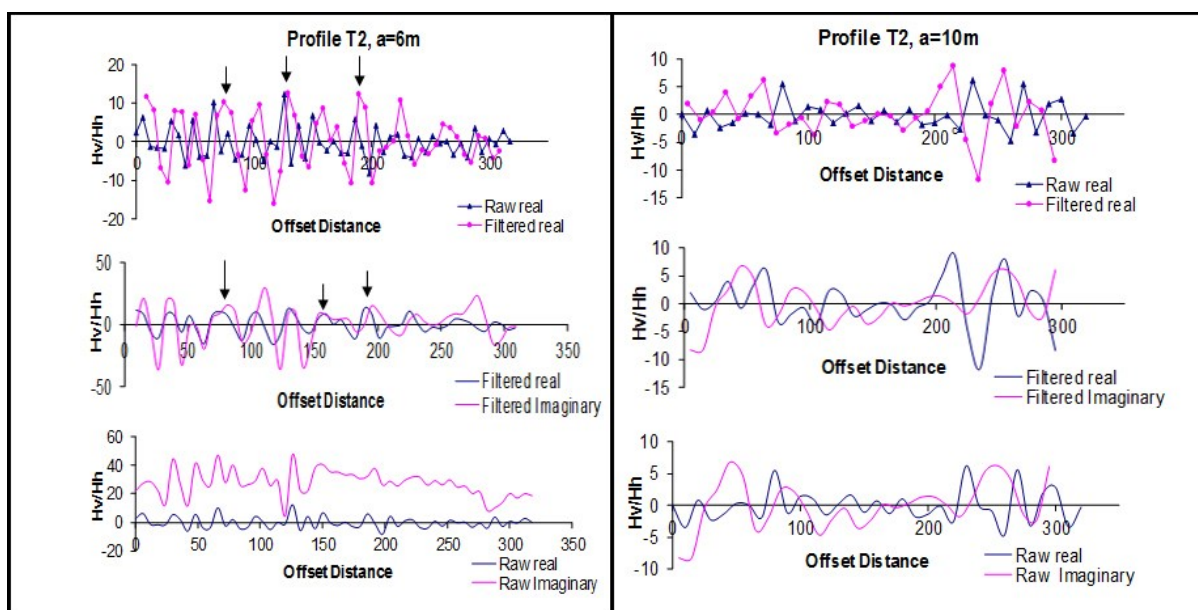 Profile T2, a=6m
20
10
0
-10
-20
Hv/Hh
0
100
200
300
Offset Distance
Raw real
Filtered real
50
0
-50
Hv/Hh
0 50 100 150 200 250 300 350
Offset Distance
Filtered real
Filtered Imaginary
60
40
20
0
-20
Hv/Hh
0 50 100 150 200 250 300 350
Offset Distance
Raw real
Raw Imaginary
Profile T2, a=10m
10
5
0
-5
-10
-15
Hv/Hh
0 100 200 300
Offset Distance
Raw real
Filtered real
10
5
0
-5
-10
-15
Hv/Hh
0 100 200 300
Offset Distance
Filtered real
Filtered Imaginary
10
5
0
-5
-10
Hv/Hh
0 100 200 300
Offset Distance
Raw real
Raw Imaginary